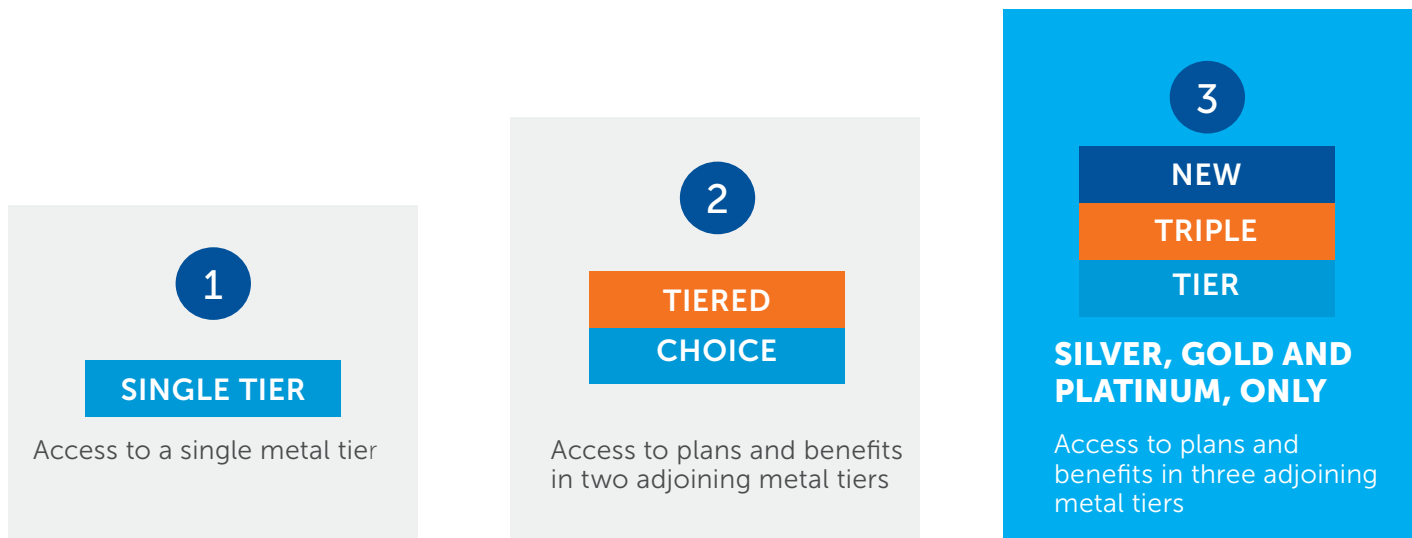 1
SINGLE TIER
Access to a single metal tier
2
TIERED
CHOICE
Access to plans and benefits
in two adjoining metal tiers
3
NEW
TRIPLE
TIER
SILVER, GOLD AND
PLATINUM, ONLY
Access to plans and
benefits in three adjoining
metal tiers